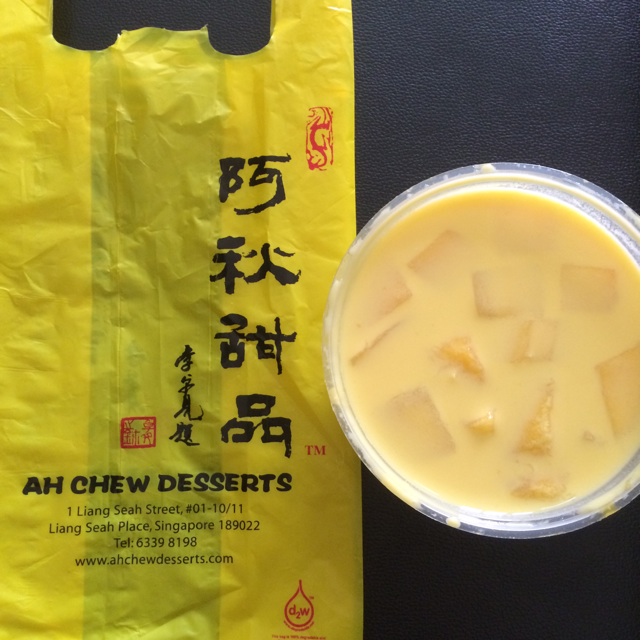 阿秋甜品
TM
AH CHEW DESSERTS
1 Liang Seah Street, #01-10/11
Liang Seah Place, Singapore 189022
Tel: 6339 8198
www.ahchewdesserts.com
d2w